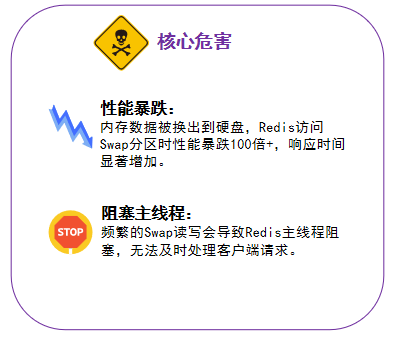 核心危害
性能暴跌：
内存数据被换出到硬盘，Redis访问
Swap分区时性能暴跌100倍+，响应时间
显著增加。
阻塞主线程：
STOP
频繁的Swap读写会导致Redis主线程阻
塞，无法及时处理客户端请求。